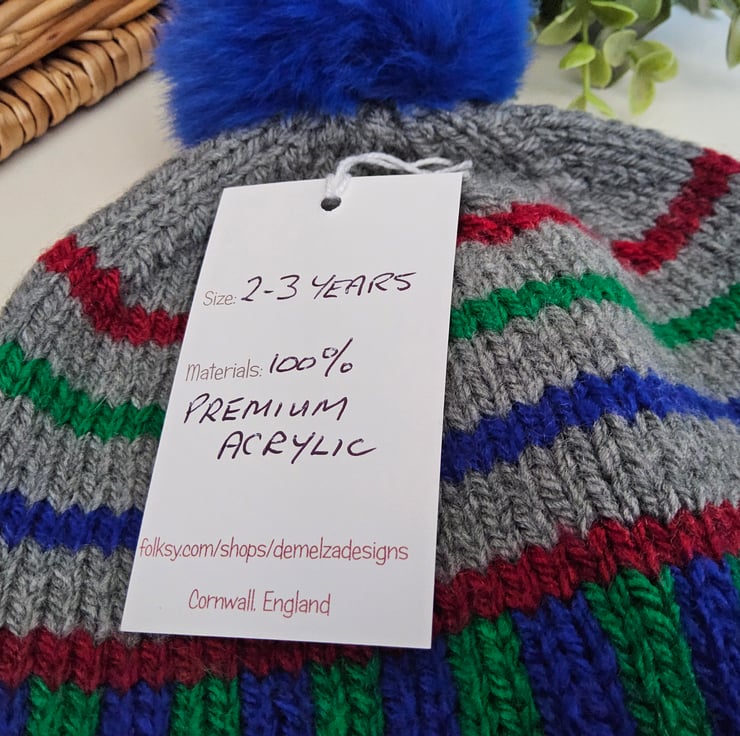 Size: 2-3 YEARS
Materials: 100%
PREMIUM
ACRYLIC
folksy.com/shops/demelzadesigns
Cornwall, England